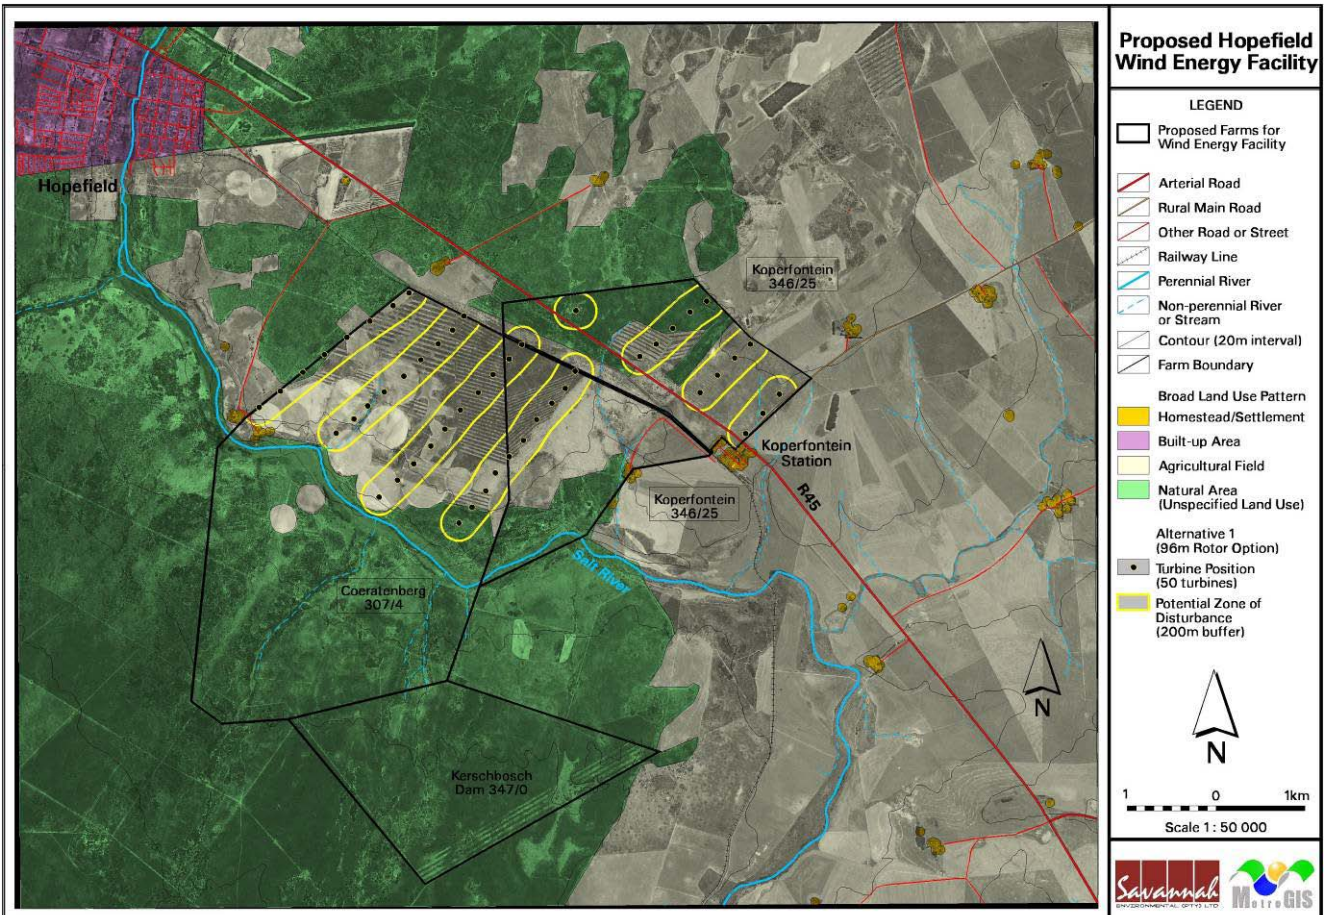 Hopefield
Koperfontein
346/25
Koperfontein
Station
Koperfontein
346/25
R45
Salt River
Coeratenberg
307/4
Kerschbosch
Dam 347/0
N
Proposed Hopefield
Wind Energy Facility
LEGEND
Proposed Farms for
Wind Energy Facility
Arterial Road
Rural Main Road
Other Road or Street
Railway Line
Perennial River
Non-perennial River
or Stream
Contour (20m interval)
Farm Boundary
Broad Land Use Pattern
Homestead/Settlement
Built-up Area
Agricultural Field
Natural Area
(Unspecified Land Use)
Alternative 1
(96m Rotor Option)
Turbine Position
(50 turbines)
Potential Zone of
Disturbance
(200m buffer)
N
1 0 1km
Scale 1 : 50 000
Savannah
ENVIRONMENTAL (PTY) LTD
MetroGIS